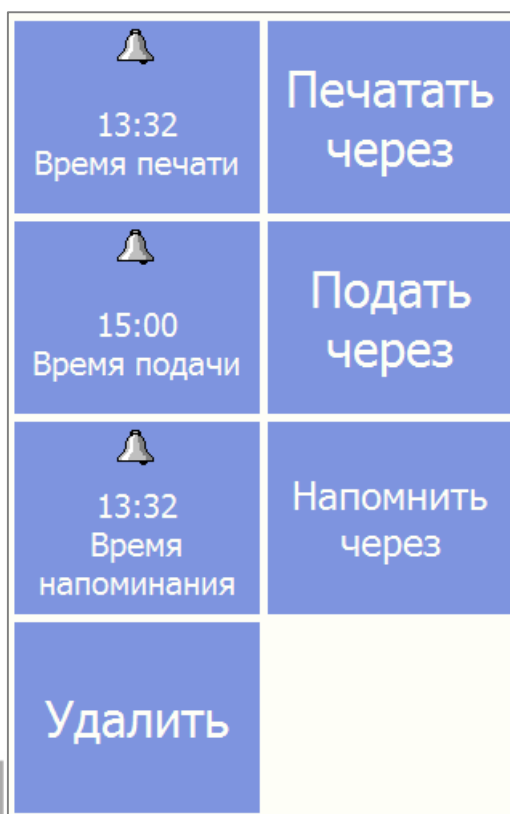 13:32
Время печати
Печатать
через
15:00
Время подачи
Подать
через
13:32
Время
напоминания
Напомнить
через
Удалить